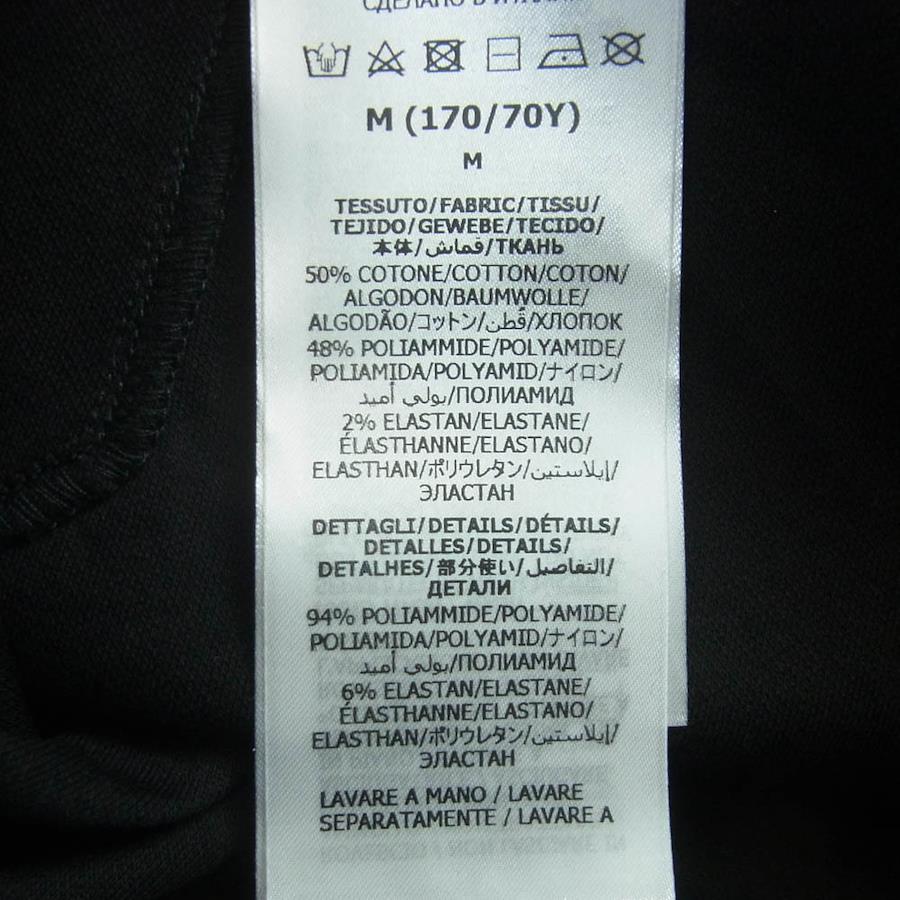 СДЕЛАНО В ИТАЛИИ
M (170/70Y)
M
TESSUTO/FABRIC/TISSU/
TEJIDO/GEWEBE/TECIDO/
本体/قماش/ТКАНЬ
50% COTONE/COTTON/COTON/
ALGODON/BAUMWOLLE/
ALGODÃO/コットン/قُطن/ХЛОПОК
48% POLIAMMIDE/POLYAMIDE/
POLIAMIDA/POLYAMID/ナイロン/
بولي أميد/ПОЛИАМИД
2% ELASTAN/ELASTANE/
ÉLASTHANNE/ELASTANO/
ELASTHAN/ポリウレタン/إيلاستين/
ЭЛАСТАН
DETTAGLI/DETAILS/DÉTAILS/
DETALLES/DETAILS/
DETALHES/部分使い/التفاصيل/
ДЕТАЛИ
94% POLIAMMIDE/POLYAMIDE/
POLIAMIDA/POLYAMID/ナイロン/
بولي أميد/ПОЛИАМИД
6% ELASTAN/ELASTANE/
ÉLASTHANNE/ELASTANO/
ELASTHAN/ポリウレタン/إيلاستين/
ЭЛАСТАН
LAVARE A MANO / LAVARE
SEPARATAMENTE / LAVARE A